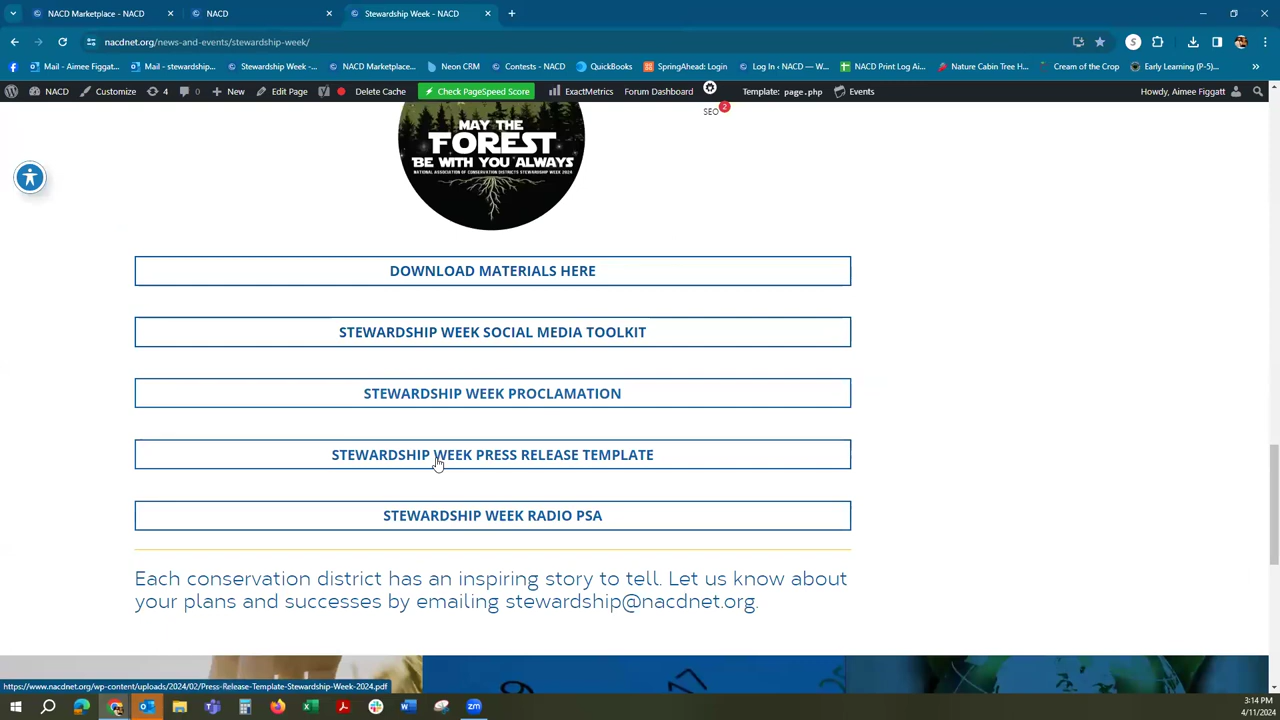 NACD Marketplace - NACD
NACD
Stewardship Week - NACD
nacdnet.org/news-and-events/stewardship-week/
Mail - Aimee Figgat...
Mail - stewardship...
Stewardship Week -...
NACD Marketplace...
Neon CRM
Contests - NACD
QuickBooks
SpringAhead: Login
Log In ‹ NACD — W...
NACD Print Log Ai...
Nature Cabin Tree H...
Cream of the Crop
Early Learning (P-5)...
NACD
Customize
4
0
New
Edit Page
Delete Cache
Check PageSpeed Score
ExactMetrics
Forum Dashboard
Template: page.php
Events
Howdy, Aimee Figgatt
SEO 2
MAY THE
FOREST
BE WITH YOU ALWAYS
NATIONAL ASSOCIATION OF CONSERVATION DISTRICTS STEWARDSHIP WEEK 2024
DOWNLOAD MATERIALS HERE
STEWARDSHIP WEEK SOCIAL MEDIA TOOLKIT
STEWARDSHIP WEEK PROCLAMATION
STEWARDSHIP WEEK PRESS RELEASE TEMPLATE
STEWARDSHIP WEEK RADIO PSA
Each conservation district has an inspiring story to tell. Let us know about
your plans and successes by emailing stewardship@nacdnet.org.
https://www.nacdnet.org/wp-content/uploads/2024/02/Press-Release-Template-Stewardship-Week-2024.pdf
3:14 PM
4/11/2024